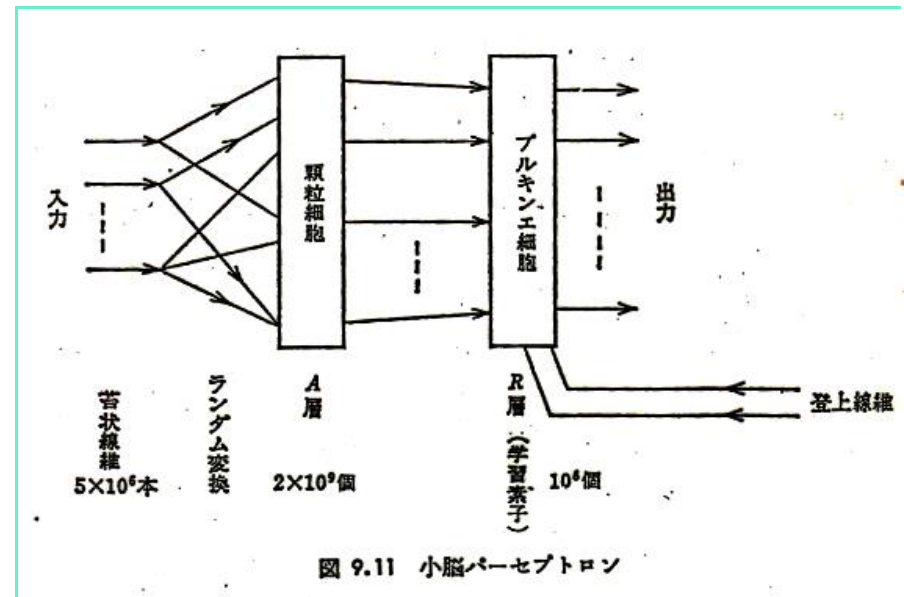 入力
顆粒細胞
プルキンエ細胞
出力
登上線維
苔状線維
5×10⁶本
ランダム変換
A層
2×10⁹個
R層(学習素子)
10⁶個
図 9.11 小脳パーセプトロン